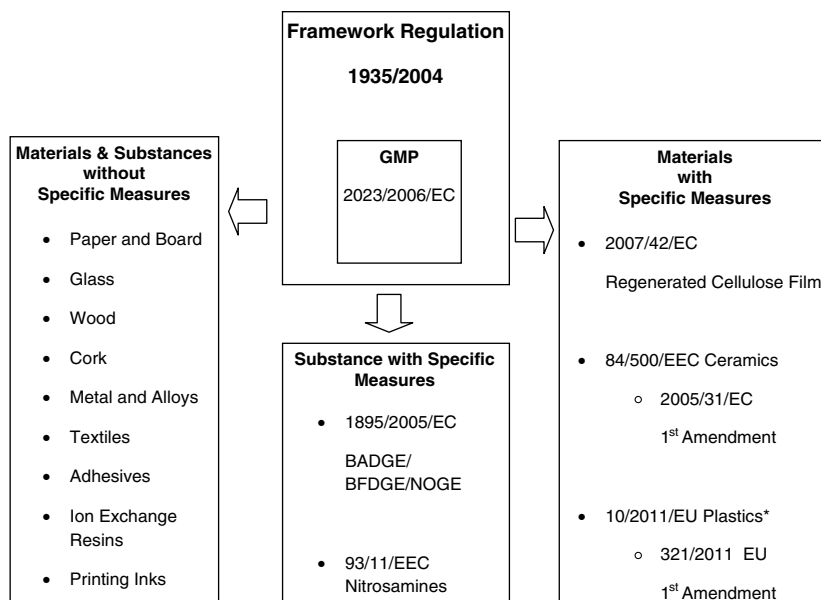 Framework Regulation
1935/2004
GMP
2023/2006/EC
Materials & Substances
without
Specific Measures
• Paper and Board
• Glass
• Wood
• Cork
• Metal and Alloys
• Textiles
• Adhesives
• Ion Exchange
Resins
• Printing Inks
Substance with Specific
Measures
• 1895/2005/EC
BADGE/
BFDGE/NOGE
• 93/11/EEC
Nitrosamines
Materials
with
Specific Measures
• 2007/42/EC
Regenerated Cellulose Film
• 84/500/EEC Ceramics
○ 2005/31/EC
1st Amendment
• 10/2011/EU Plastics*
○ 321/2011 EU
1st Amendment